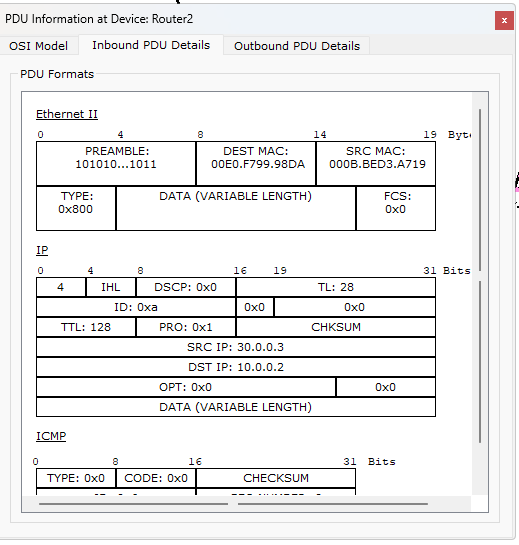 PDU Information at Device: Router2
x
OSI Model Inbound PDU Details Outbound PDU Details
PDU Formats
Ethernet II
0 4 8 14 19 Byte
PREAMBLE: DEST MAC: SRC MAC:
101010...1011 00E0.F799.98DA 000B.BED3.A719
TYPE: DATA (VARIABLE LENGTH) FCS:
0x800 0x0
IP
0 4 8 16 19 31 Bits
4 IHL DSCP: 0x0 TL: 28
ID: 0xa 0x0 0x0
TTL: 128 PRO: 0x1 CHKSUM
SRC IP: 30.0.0.3
DST IP: 10.0.0.2
OPT: 0x0 0x0
DATA (VARIABLE LENGTH)
ICMP
0 8 16 31 Bits
TYPE: 0x0 CODE: 0x0 CHECKSUM